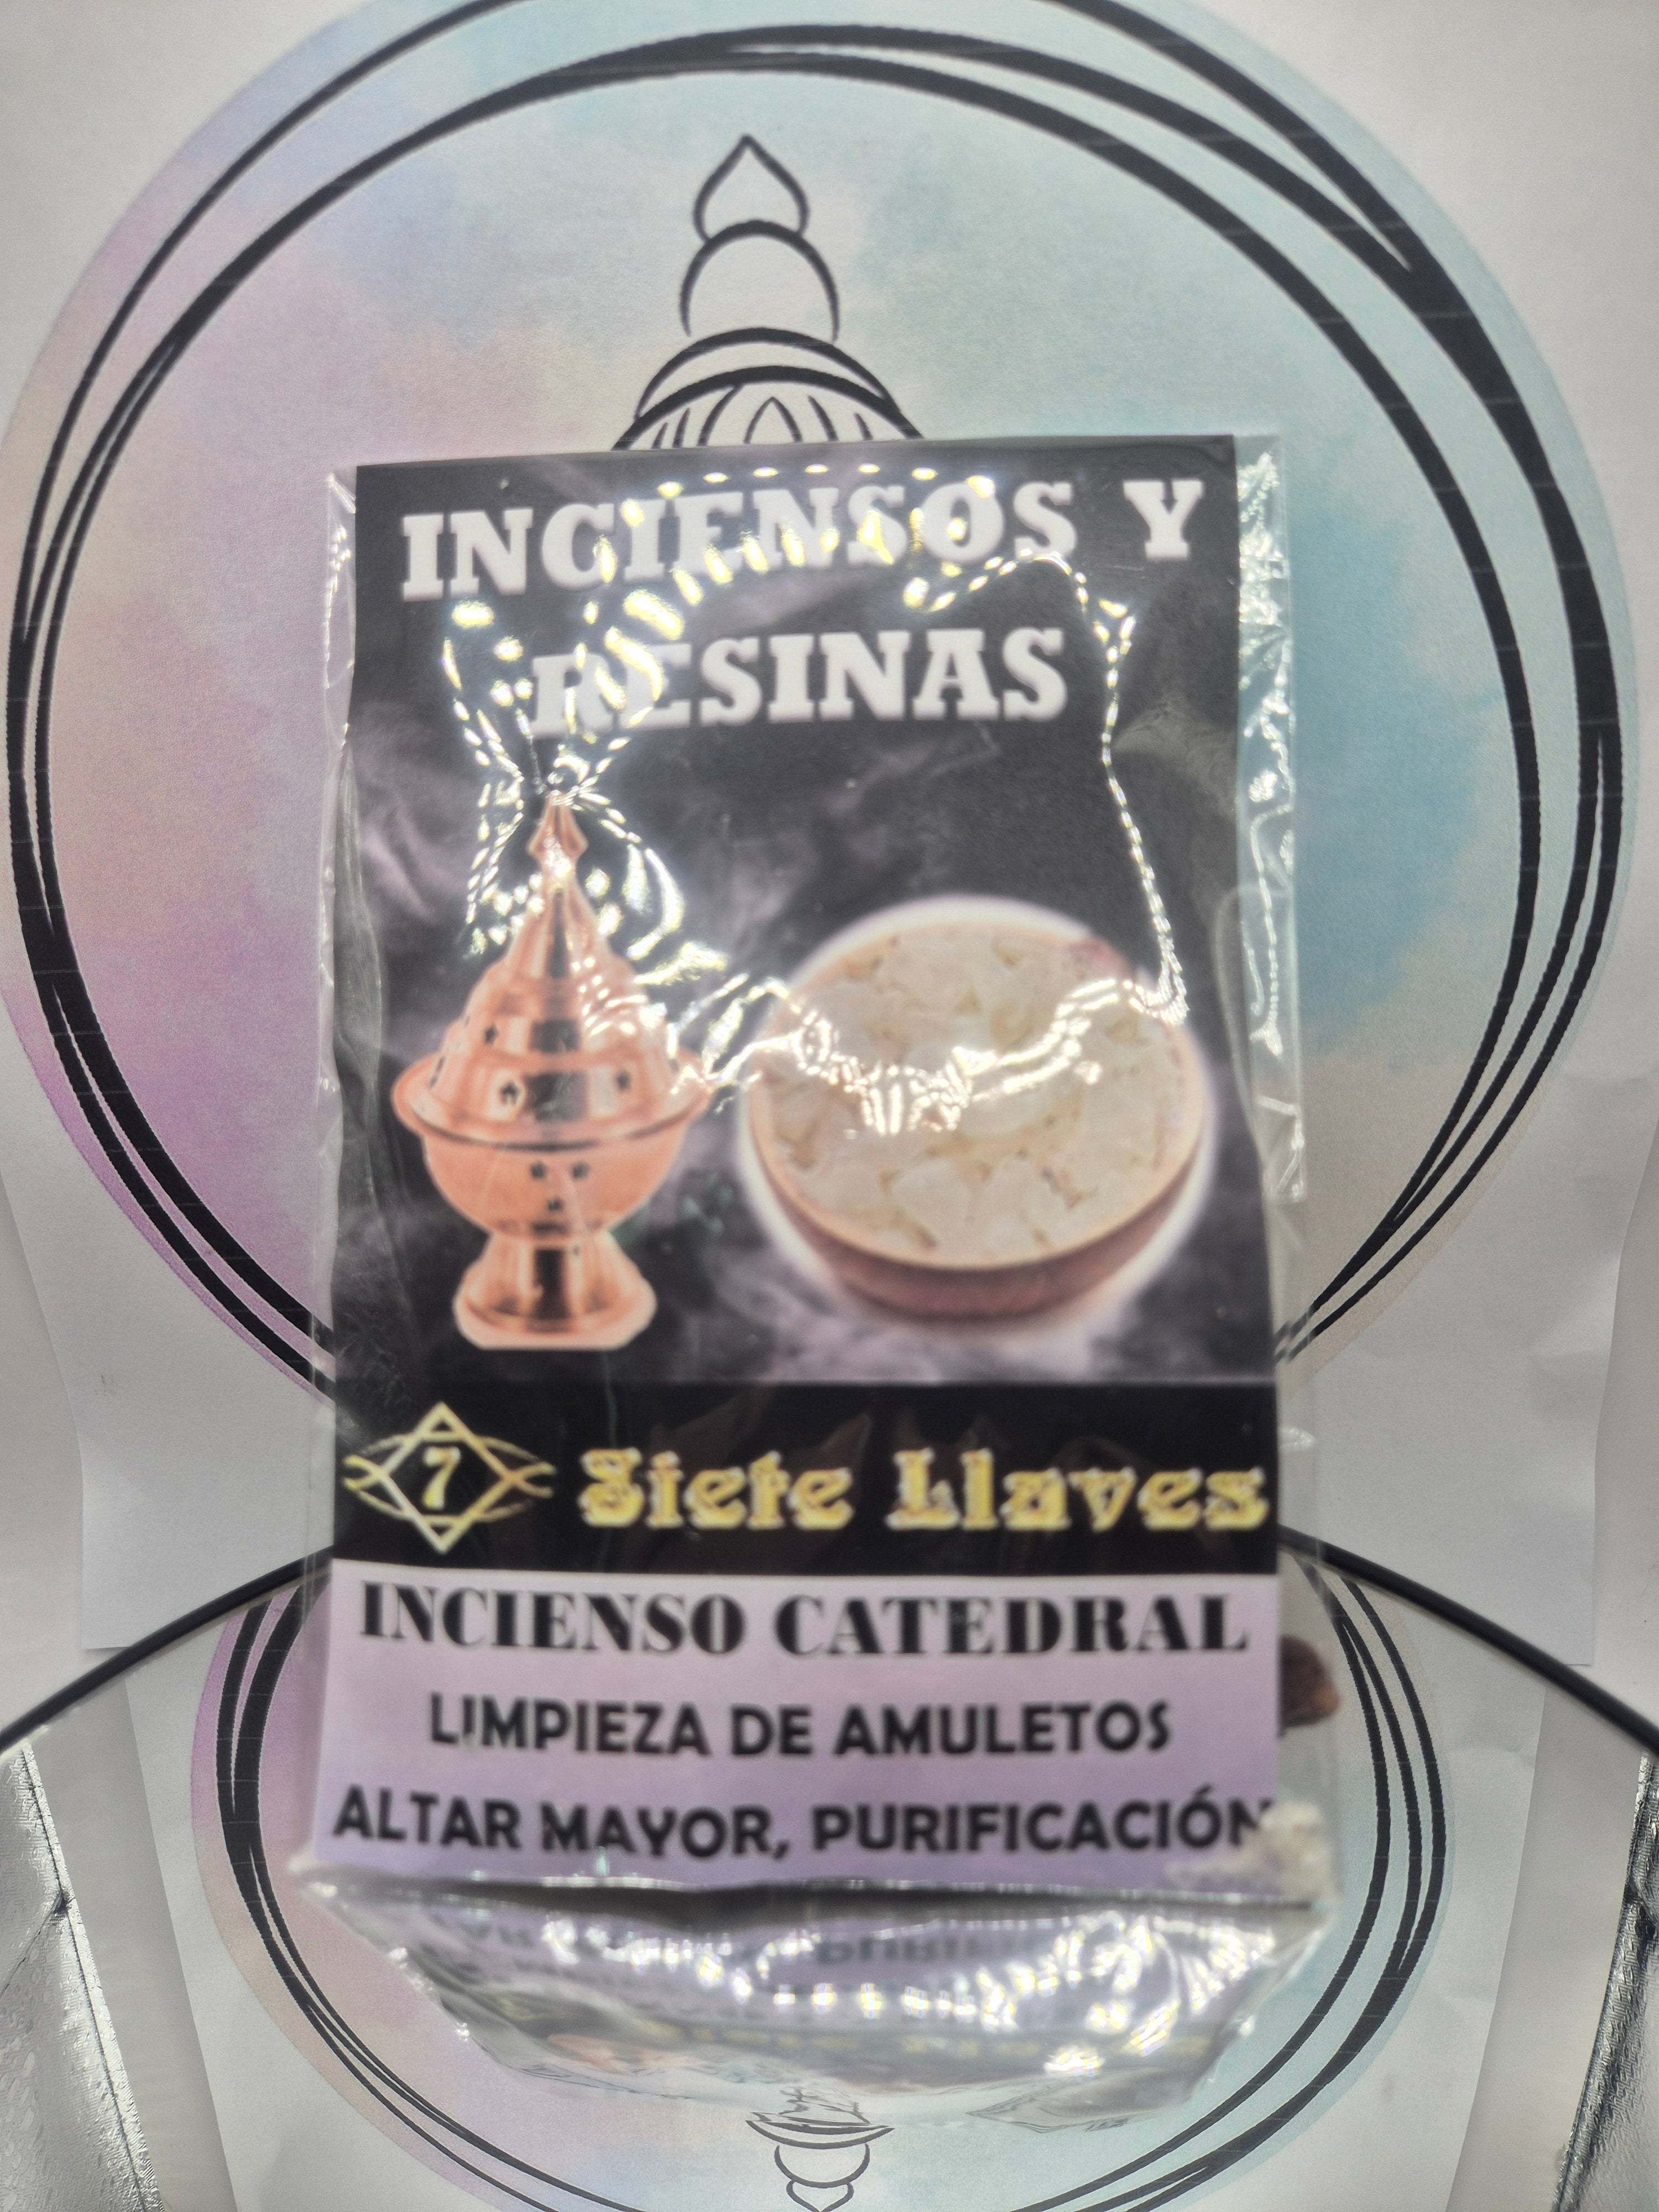 INCIENSOS Y
RESINAS
7
Siete Llaves
INCIENSO CATEDRAL
LIMPIEZA DE AMULETOS
ALTAR MAYOR, PURIFICACIÓN